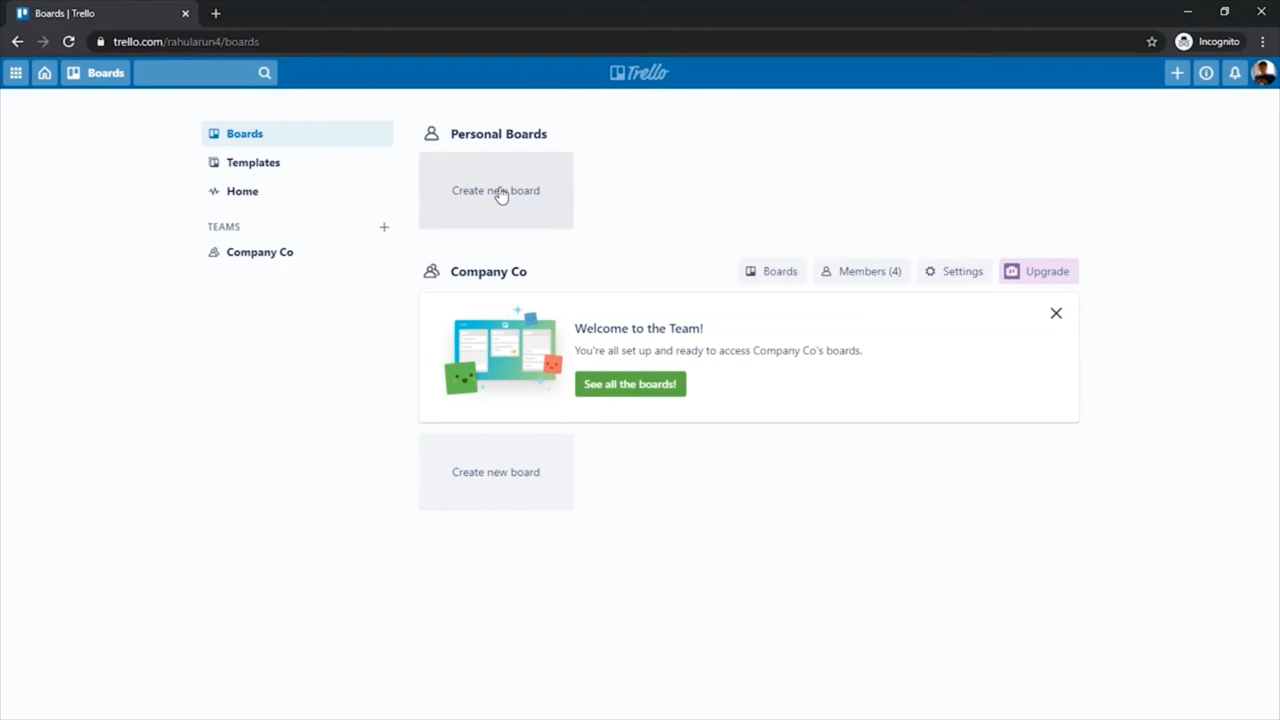 Boards | Trello
trello.com/rahularun4/boards
Incognito
Boards
Trello
Boards
Templates
Home
TEAMS
Company Co
Personal Boards
Create new board
Company Co
Boards
Members (4)
Settings
Upgrade
Welcome to the Team!
You're all set up and ready to access Company Co's boards.
See all the boards!
Create new board